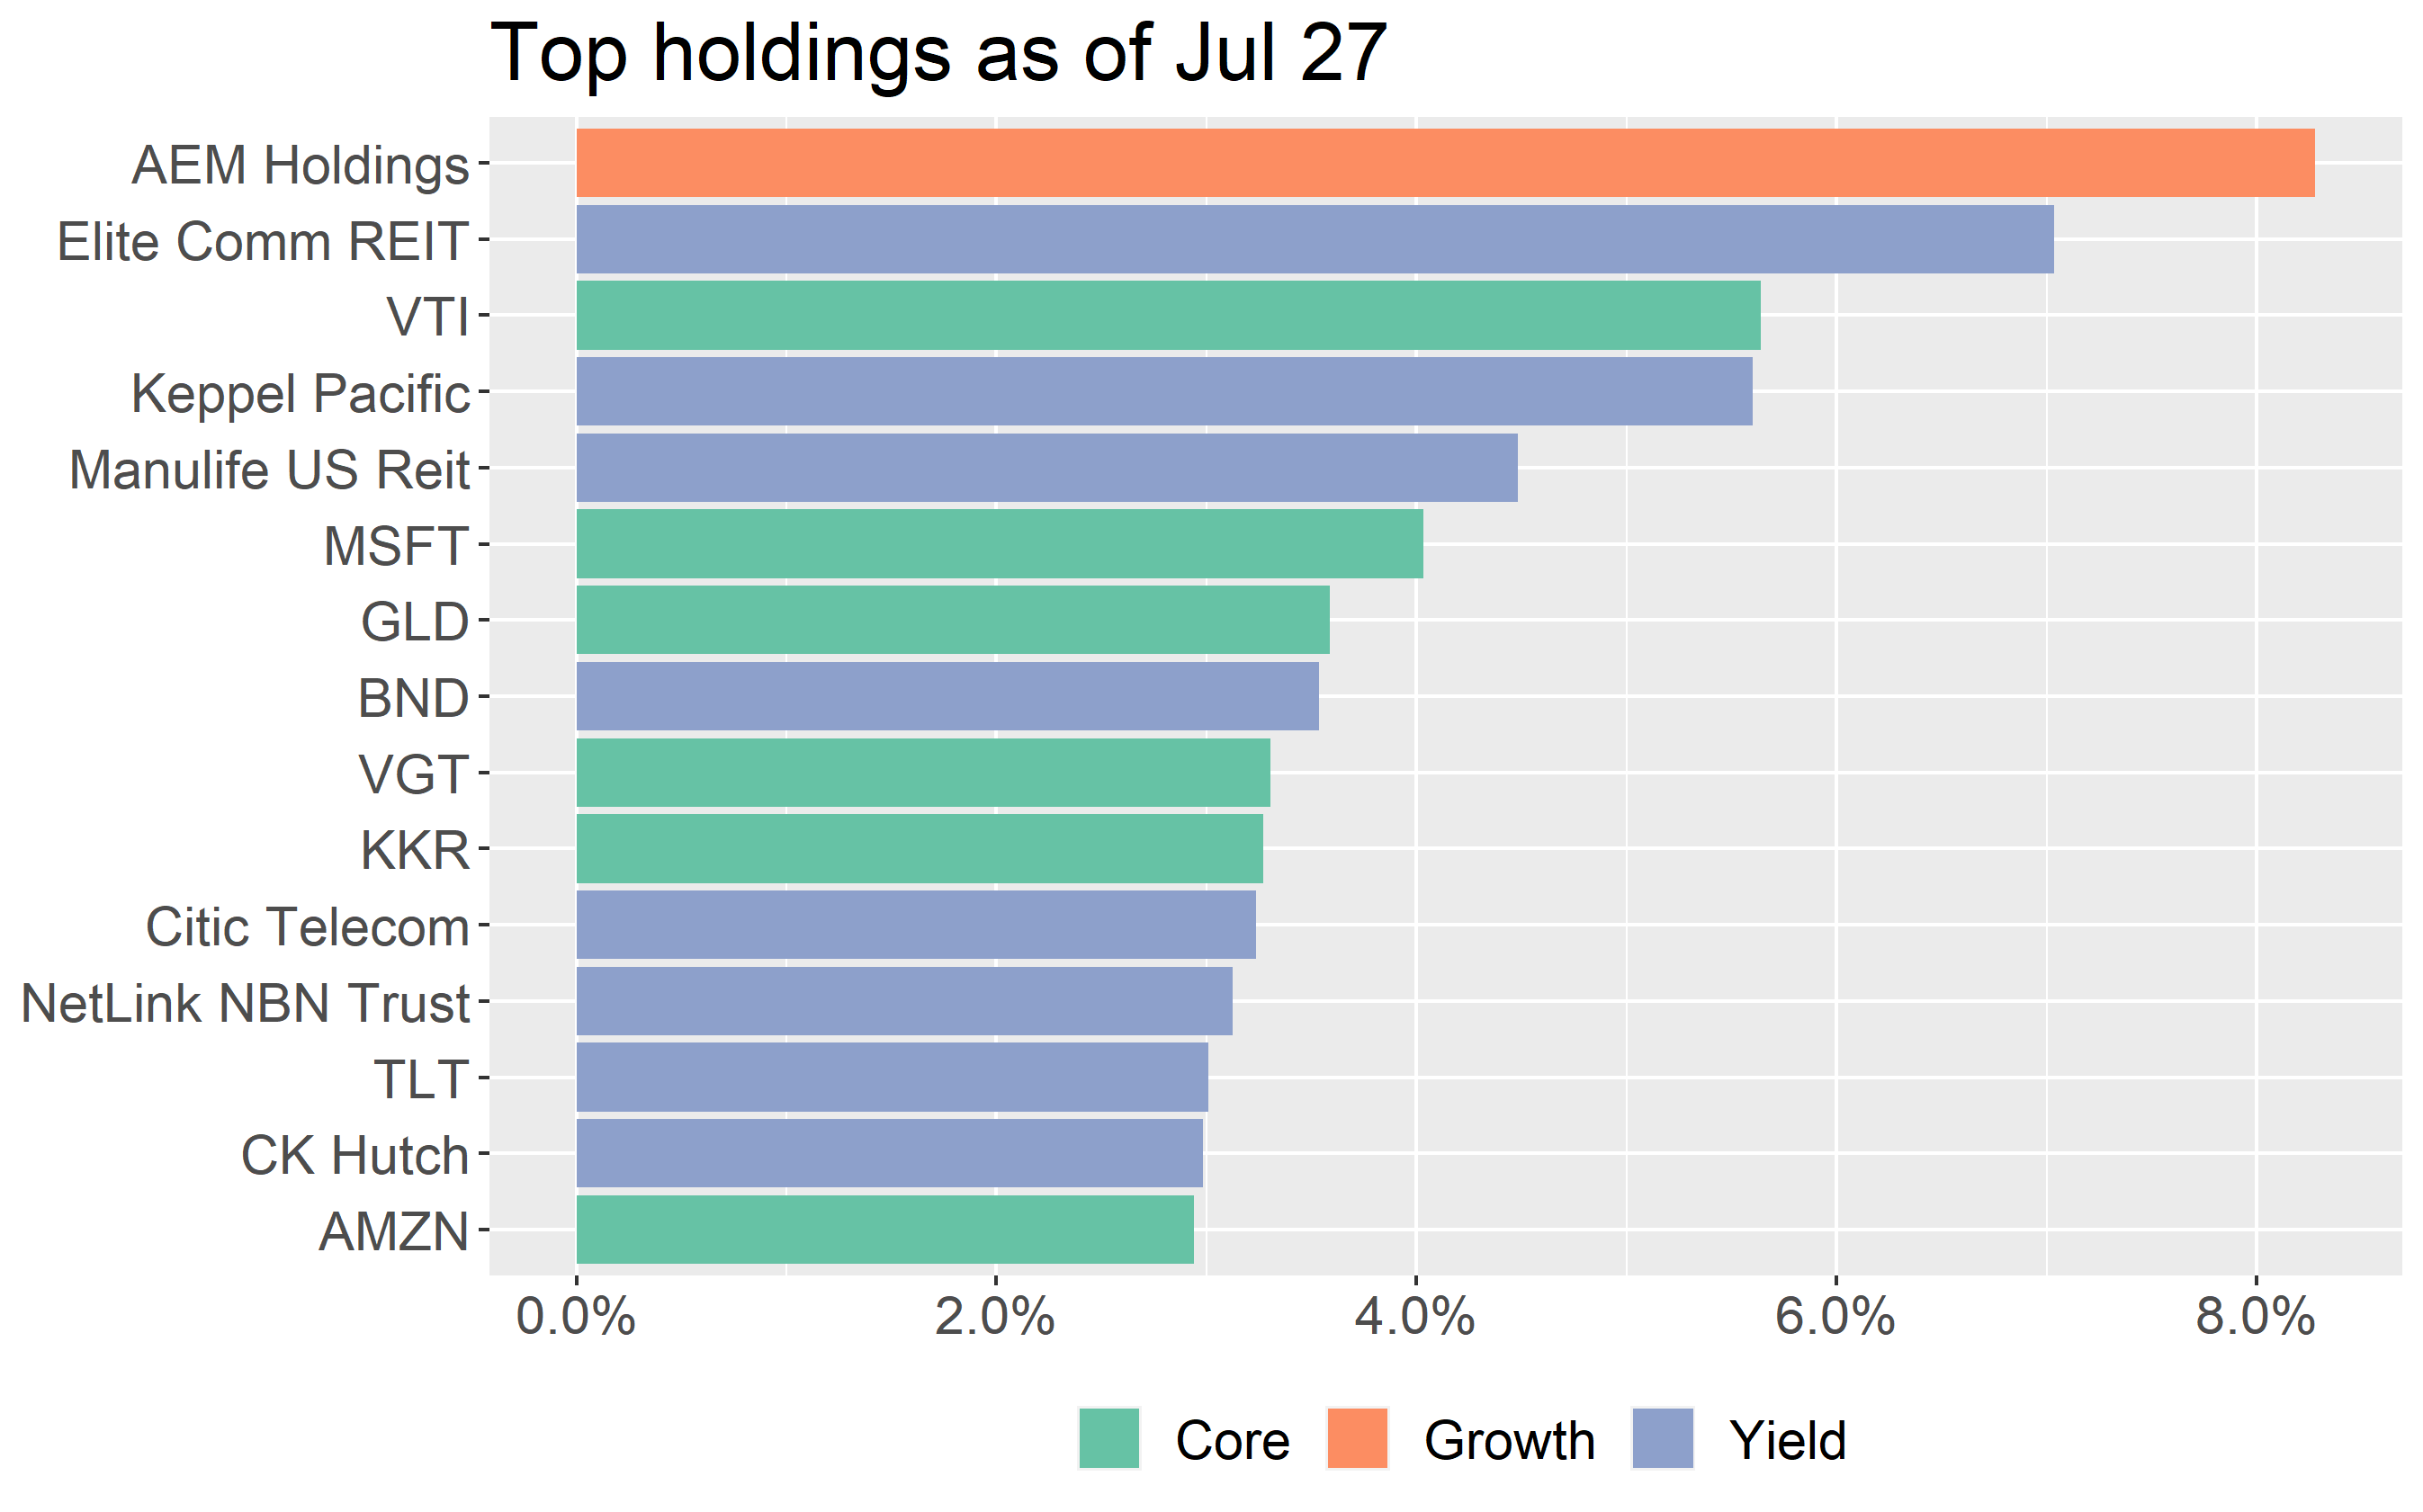 Top holdings as of Jul 27
AEM Holdings
Elite Comm REIT
VTI
Keppel Pacific
Manulife US Reit
MSFT
GLD
BND
VGT
KKR
Citic Telecom
NetLink NBN Trust
TLT
CK Hutch
AMZN
0.0% 2.0% 4.0% 6.0% 8.0%
Core Growth Yield